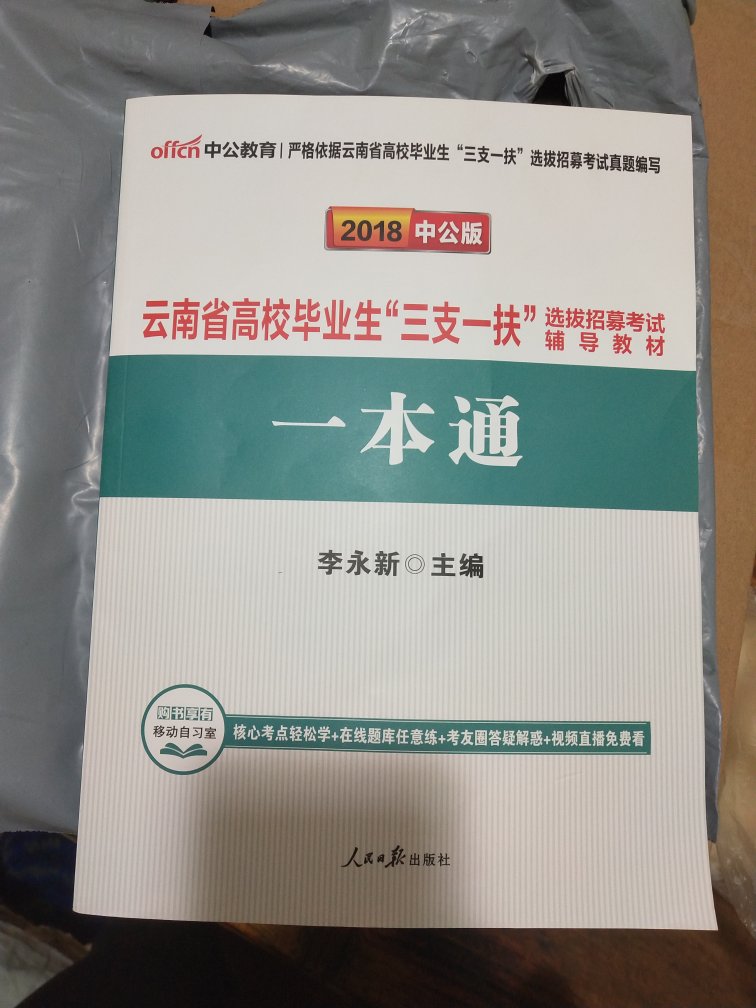 offcn 中公教育 | 严格依据云南省高校毕业生“三支一扶”选拔招募考试真题编写
2018 中公版
云南省高校毕业生“三支一扶”选拔招募考试
辅导教材
一本通
李永新◎主编
购书享有
移动自习室
核心考点轻松学+在线题库任意练+考友圈答疑解惑+视频直播免费看
人民日报出版社